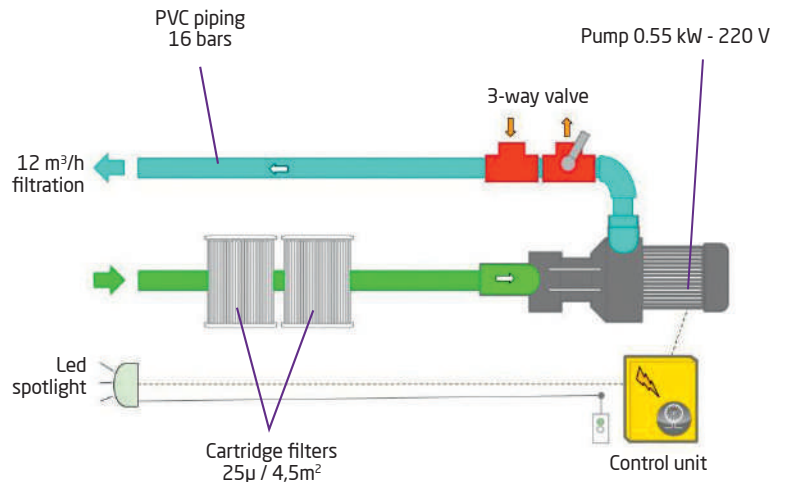 PVC piping
16 bars
Pump 0.55 kW - 220 V
3-way valve
12 m³/h
filtration
Led
spotlight
Cartridge filters
25µ / 4,5m²
Control unit